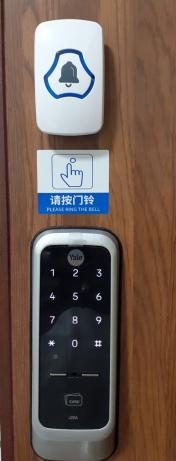 请按门铃
PLEASE RING THE BELL
Yale
1 2 3
4 5 6
7 8 9
* 0 #
CARD